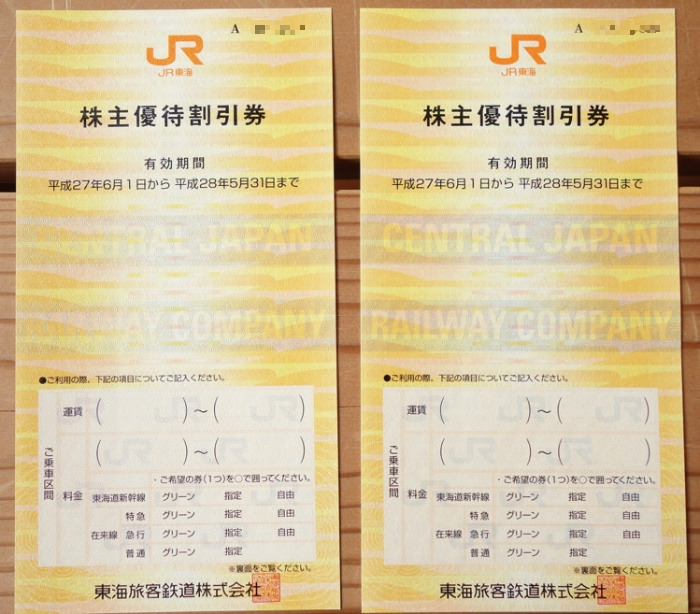 A
JR
JR東海
株主優待割引券
有効期間
平成27年6月1日から 平成28年5月31日まで
CENTRAL JAPAN
RAILWAY COMPANY
●ご利用の際、下記の項目についてご記入ください。
ご乗車区間
運賃 ( )～( )
( )～( )
・ご希望の券(1つ)を○で囲ってください。
料金 東海道新幹線 グリーン 指定 自由
特急 グリーン 指定 自由
在来線 急行 グリーン 指定 自由
普通 グリーン 指定
※裏面をご覧ください。
東海旅客鉄道株式会社
A
JR
JR東海
株主優待割引券
有効期間
平成27年6月1日から 平成28年5月31日まで
CENTRAL JAPAN
RAILWAY COMPANY
●ご利用の際、下記の項目についてご記入ください。
ご乗車区間
運賃 ( )～( )
( )～( )
・ご希望の券(1つ)を○で囲ってください。
料金 東海道新幹線 グリーン 指定 自由
特急 グリーン 指定 自由
在来線 急行 グリーン 指定 自由
普通 グリーン 指定
※裏面をご覧ください。
東海旅客鉄道株式会社